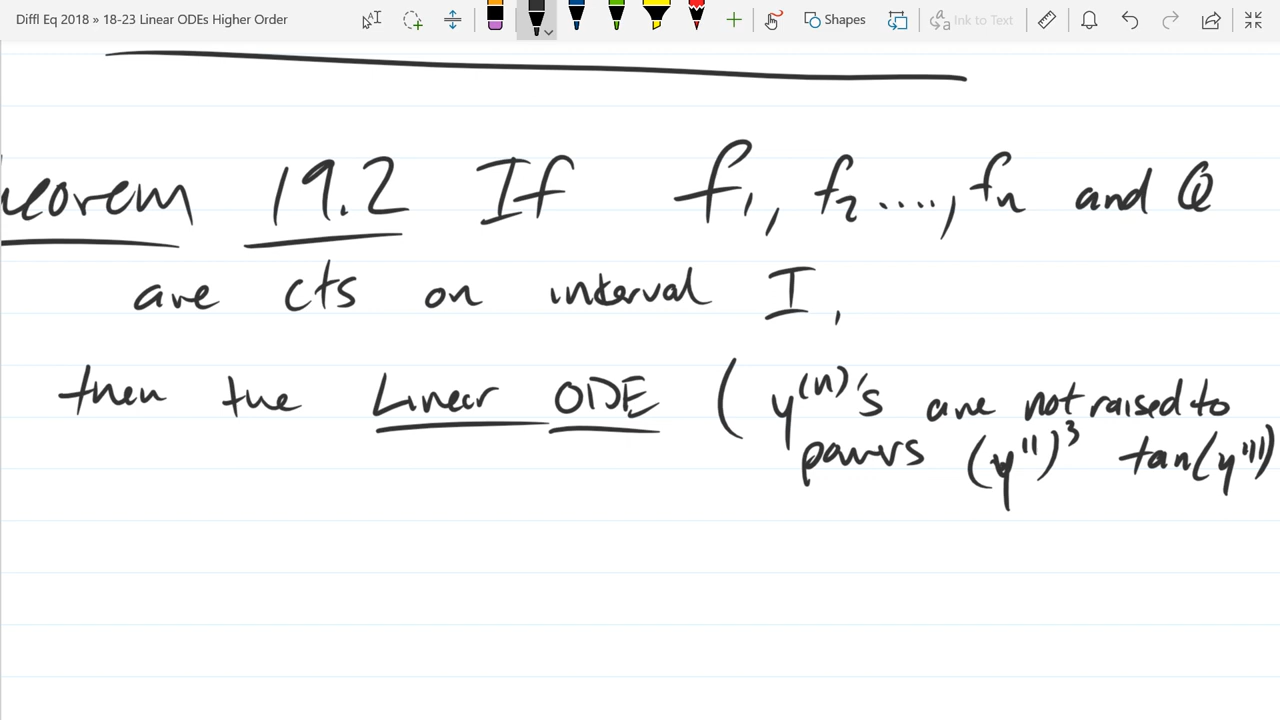 Diffl Eq 2018 » 18-23 Linear ODEs Higher Order
Shapes
Ink to Text
eorem 19.2 If f₁, f₂....., fₙ and Q
are cts on interval I,
then the Linear ODE ( y⁽ⁿ⁾'s are not raised to
powers (y'')³ tan(y''')